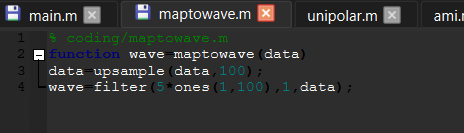 main.m maptowave.m unipolar.m ami.
1 % coding/maptowave.m
2 function wave=maptowave(data)
3 data=upsample(data,100);
4 wave=filter(5*ones(1,100),1,data);